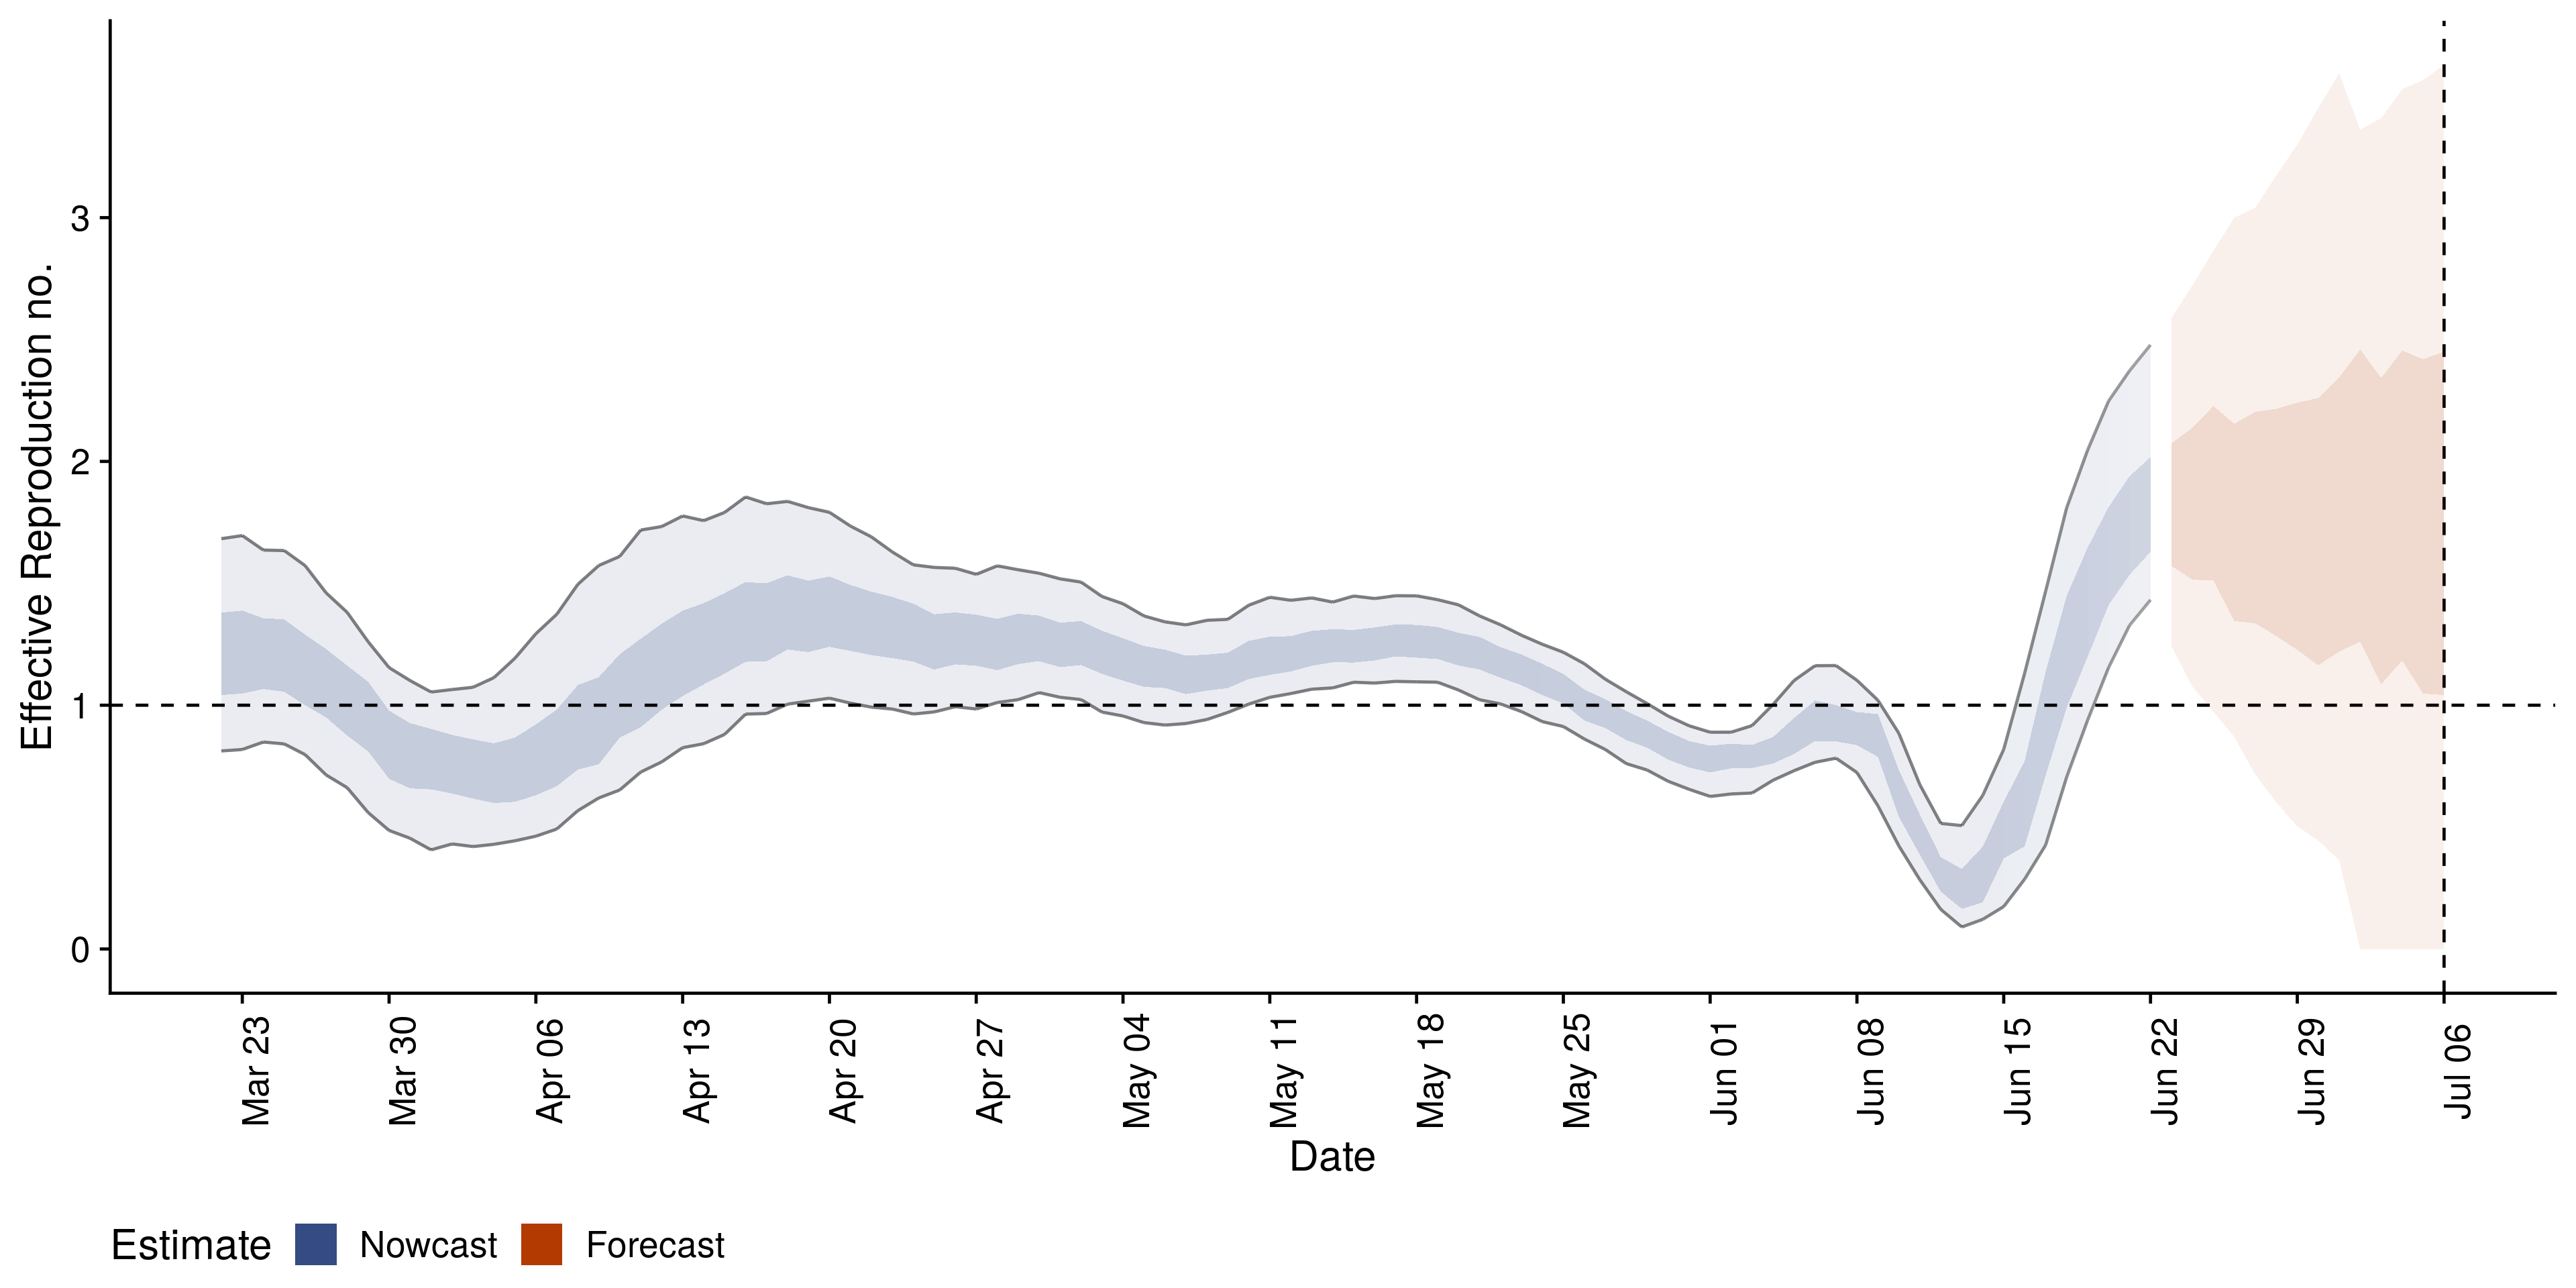 Effective Reproduction no.
3
2
1
0
Mar 23
Mar 30
Apr 06
Apr 13
Apr 20
Apr 27
May 04
May 11
May 18
May 25
Jun 01
Jun 08
Jun 15
Jun 22
Jun 29
Jul 06
Date
Estimate Nowcast Forecast